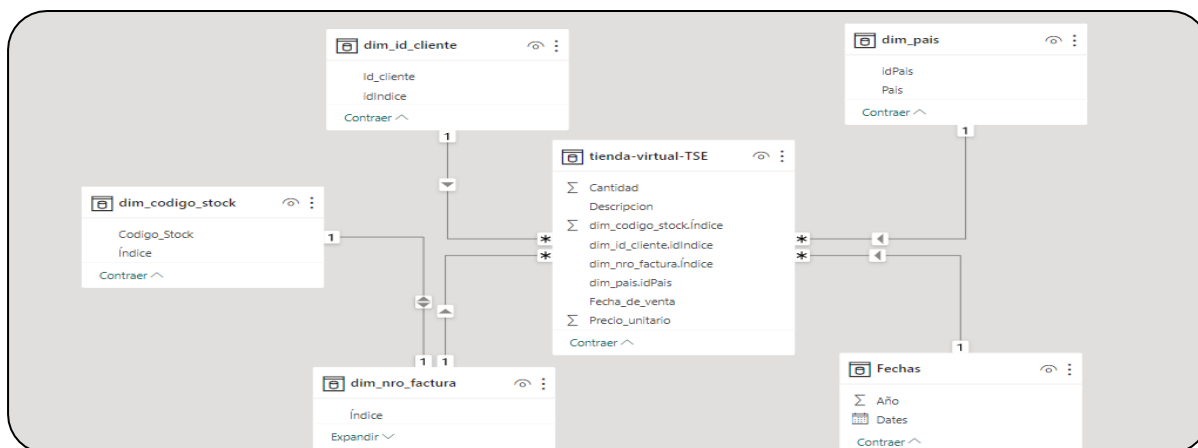 dim_id_cliente
Id_cliente
idIndice
Contraer
1
dim_pais
idPais
Pais
Contraer
1
tienda-virtual-TSE
Cantidad
Descripcion
dim_codigo_stock.Índice
dim_id_cliente.idIndice
dim_nro_factura.Índice
dim_pais.idPais
Fecha_de_venta
Precio_unitario
Contraer
*
*
*
*
dim_codigo_stock
Codigo_Stock
Índice
Contraer
1
1
1
dim_nro_factura
Índice
Expandir
1
Fechas
Año
Dates
Contraer